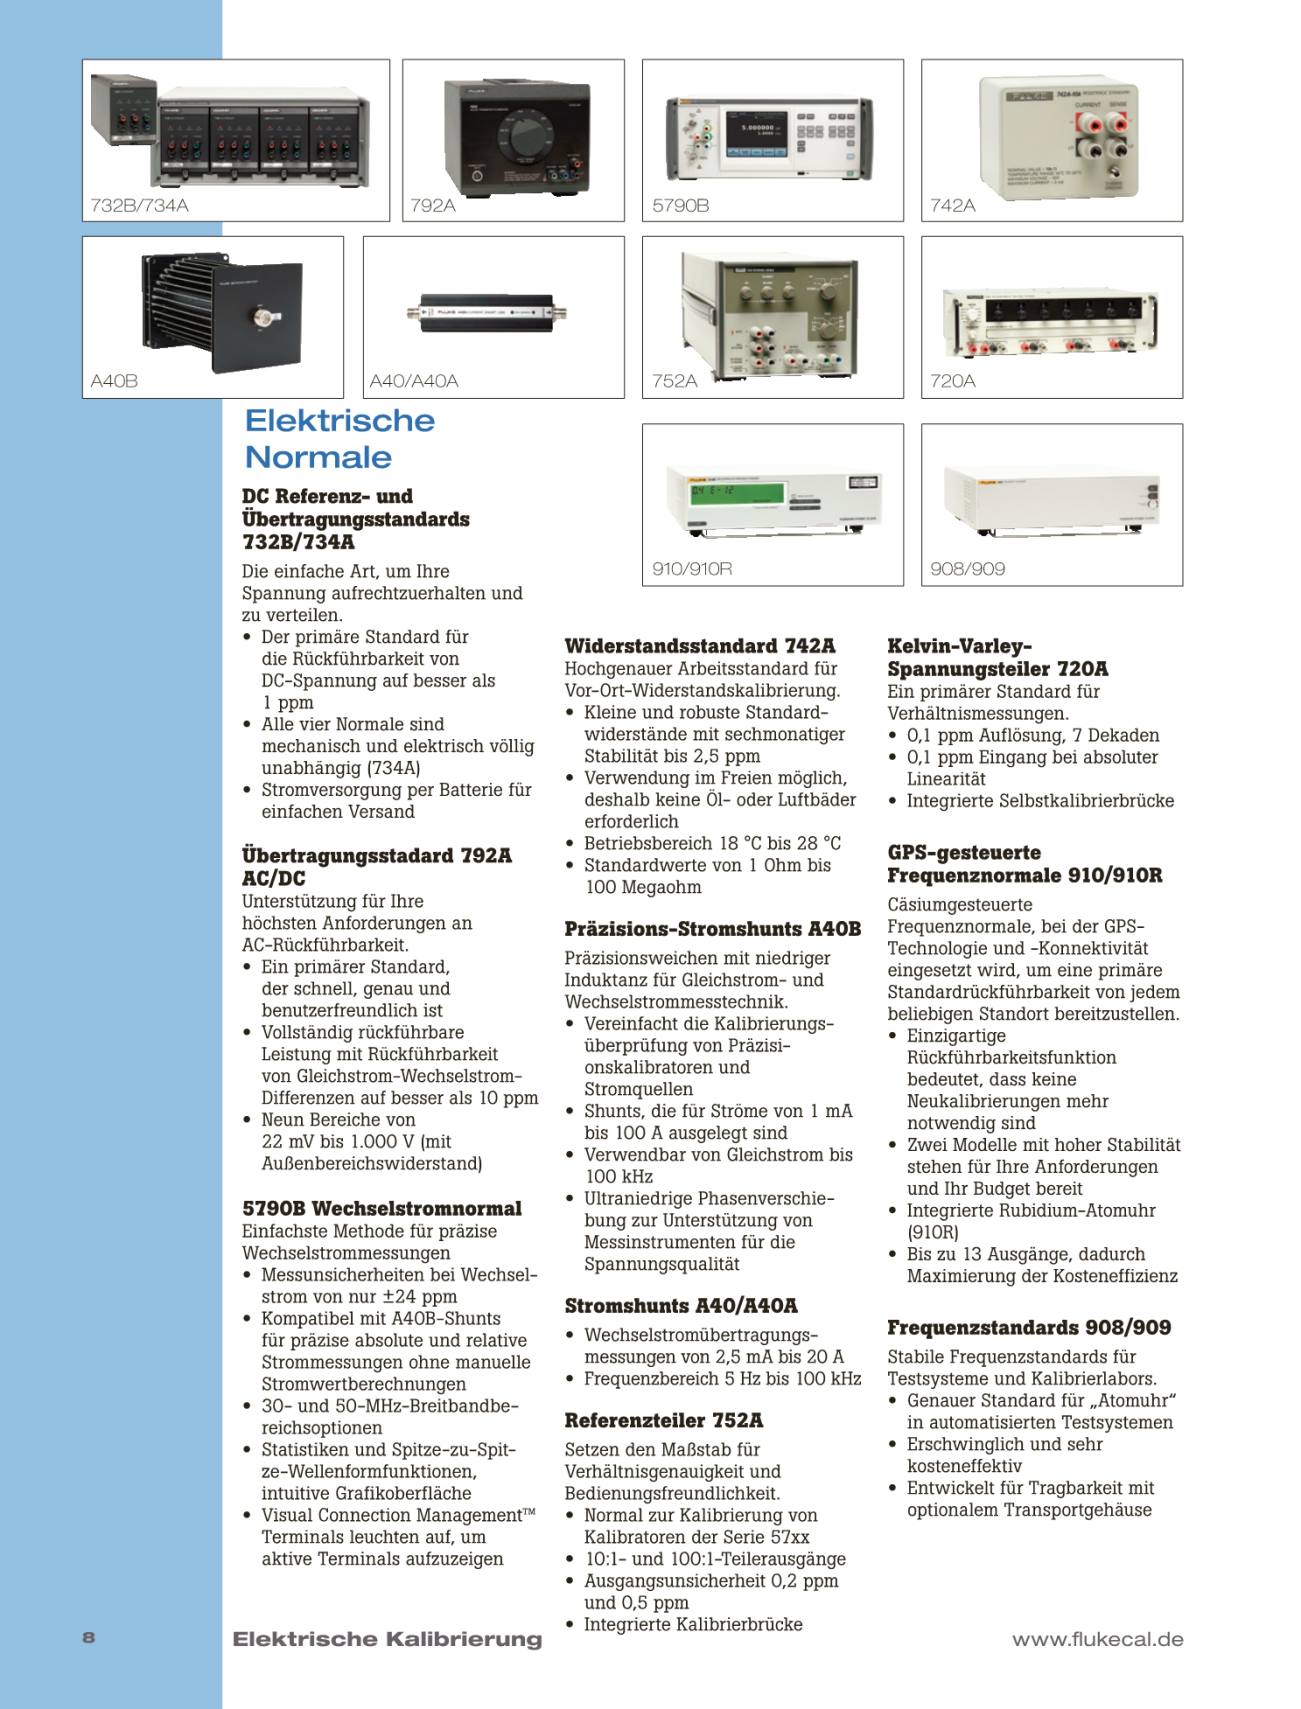 732B/734A
792A
5790B
742A
A40B
A40/A40A
752A
720A
910/910R
908/909
Elektrische
Normale
DC Referenz- und
Übertragungsstandards
732B/734A
Die einfache Art, um Ihre
Spannung aufrechtzuerhalten und
zu verteilen.
• Der primäre Standard für
die Rückführbarkeit von
DC-Spannung auf besser als
1 ppm
• Alle vier Normale sind
mechanisch und elektrisch völlig
unabhängig (734A)
• Stromversorgung per Batterie für
einfachen Versand
Übertragungsstadard 792A
AC/DC
Unterstützung für Ihre
höchsten Anforderungen an
AC-Rückführbarkeit.
• Ein primärer Standard,
der schnell, genau und
benutzerfreundlich ist
• Vollständig rückführbare
Leistung mit Rückführbarkeit
von Gleichstrom-Wechselstrom-
Differenzen auf besser als 10 ppm
• Neun Bereiche von
22 mV bis 1.000 V (mit
Außenbereichswiderstand)
5790B Wechselstromnormal
Einfachste Methode für präzise
Wechselstrommessungen
• Messunsicherheiten bei Wechsel-
strom von nur ±24 ppm
• Kompatibel mit A40B-Shunts
für präzise absolute und relative
Strommessungen ohne manuelle
Stromwertberechnungen
• 30- und 50-MHz-Breitbandbe-
reichsoptionen
• Statistiken und Spitze-zu-Spit-
ze-Wellenformfunktionen,
intuitive Grafikoberfläche
• Visual Connection Management™
Terminals leuchten auf, um
aktive Terminals aufzuzeigen
Widerstandsstandard 742A
Hochgenauer Arbeitsstandard für
Vor-Ort-Widerstandskalibrierung.
• Kleine und robuste Standard-
widerstände mit sechmonatiger
Stabilität bis 2,5 ppm
• Verwendung im Freien möglich,
deshalb keine Öl- oder Luftbäder
erforderlich
• Betriebsbereich 18 °C bis 28 °C
• Standardwerte von 1 Ohm bis
100 Megaohm
Präzisions-Stromshunts A40B
Präzisionsweichen mit niedriger
Induktanz für Gleichstrom- und
Wechselstrommesstechnik.
• Vereinfacht die Kalibrierungs-
überprüfung von Präzisi-
onskalibratoren und
Stromquellen
• Shunts, die für Ströme von 1 mA
bis 100 A ausgelegt sind
• Verwendbar von Gleichstrom bis
100 kHz
• Ultraniedrige Phasenverschie-
bung zur Unterstützung von
Messinstrumenten für die
Spannungsqualität
Stromshunts A40/A40A
• Wechselstromübertragungs-
messungen von 2,5 mA bis 20 A
• Frequenzbereich 5 Hz bis 100 kHz
Referenzteiler 752A
Setzen den Maßstab für
Verhältnisgenauigkeit und
Bedienungsfreundlichkeit.
• Normal zur Kalibrierung von
Kalibratoren der Serie 57xx
• 10:1- und 100:1-Teilerausgänge
• Ausgangsunsicherheit 0,2 ppm
und 0,5 ppm
• Integrierte Kalibrierbrücke
Kelvin-Varley-
Spannungsteiler 720A
Ein primärer Standard für
Verhältnismessungen.
• 0,1 ppm Auflösung, 7 Dekaden
• 0,1 ppm Eingang bei absoluter
Linearität
• Integrierte Selbstkalibrierbrücke
GPS-gesteuerte
Frequenznormale 910/910R
Cäsiumgesteuerte
Frequenznormale, bei der GPS-
Technologie und -Konnektivität
eingesetzt wird, um eine primäre
Standardrückführbarkeit von jedem
beliebigen Standort bereitzustellen.
• Einzigartige
Rückführbarkeitsfunktion
bedeutet, dass keine
Neukalibrierungen mehr
notwendig sind
• Zwei Modelle mit hoher Stabilität
stehen für Ihre Anforderungen
und Ihr Budget bereit
• Integrierte Rubidium-Atomuhr
(910R)
• Bis zu 13 Ausgänge, dadurch
Maximierung der Kosteneffizienz
Frequenzstandards 908/909
Stabile Frequenzstandards für
Testsysteme und Kalibrierlabors.
• Genauer Standard für „Atomuhr“
in automatisierten Testsystemen
• Erschwinglich und sehr
kosteneffektiv
• Entwickelt für Tragbarkeit mit
optionalem Transportgehäuse
8
Elektrische Kalibrierung
www.flukecal.de